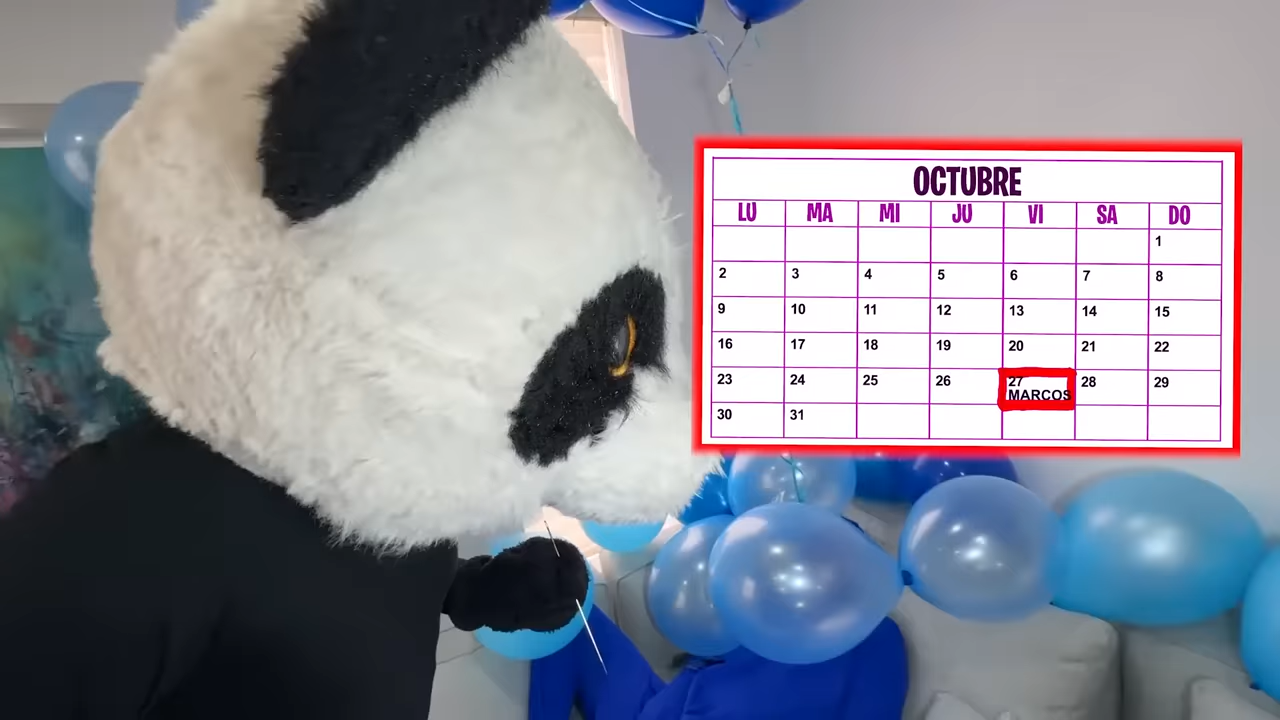 OCTUBRE
LU MA MI JU VI SA DO
1
2 3 4 5 6 7 8
9 10 11 12 13 14 15
16 17 18 19 20 21 22
23 24 25 26 27 28 29
MARCOS
30 31